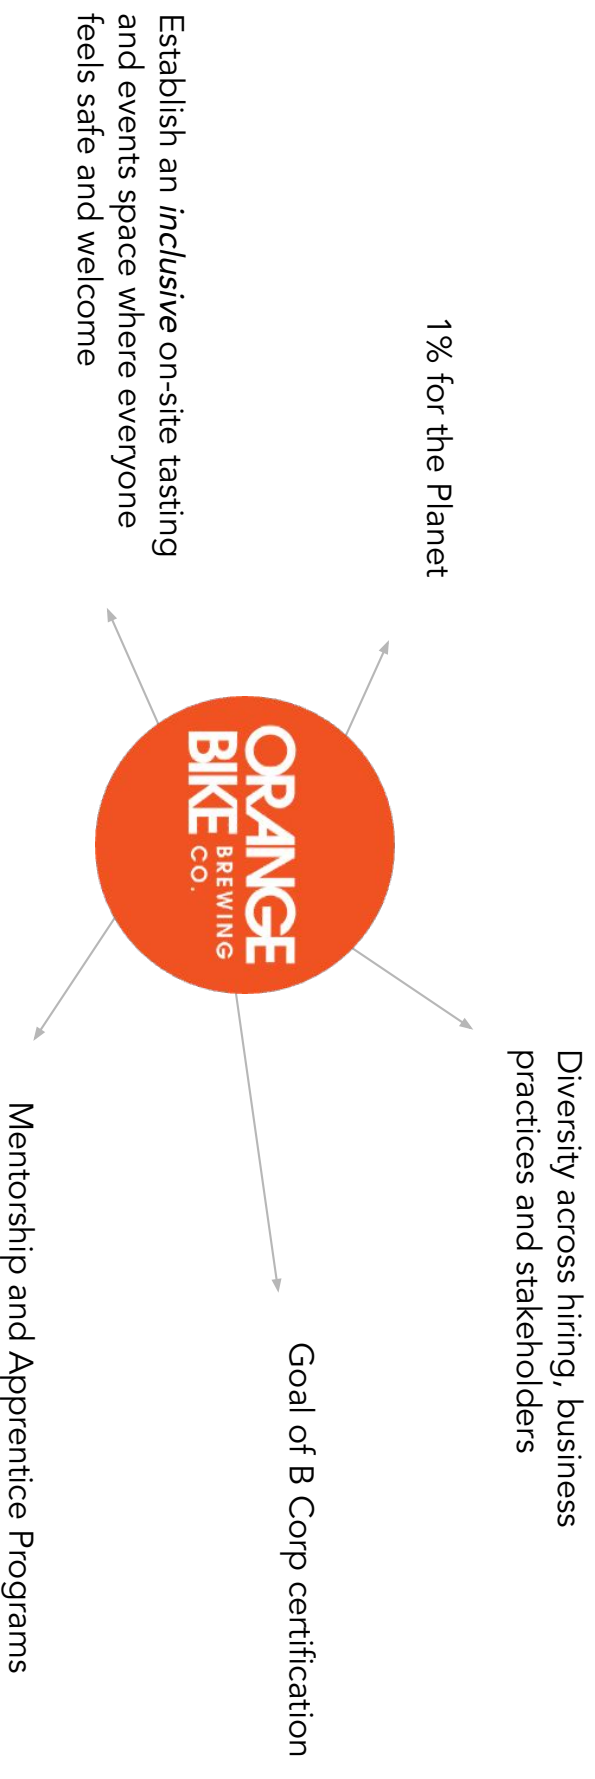 1% for the Planet
Establish an inclusive on-site tasting
and events space where everyone
feels safe and welcome
ORANGE
BIKE BREWING
CO.
Diversity across hiring, business
practices and stakeholders
Goal of B Corp certification
Mentorship and Apprentice Programs